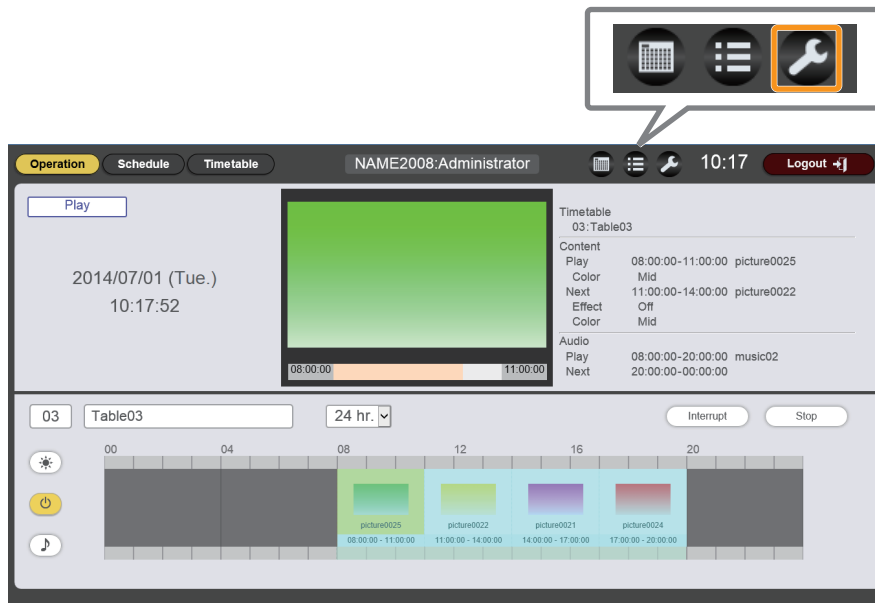 Operation Schedule Timetable NAME2008:Administrator 10:17 Logout
Play
2014/07/01 (Tue.)
10:17:52
08:00:00 11:00:00
Timetable
03:Table03
Content
Play 08:00:00-11:00:00 picture0025
Color Mid
Next 11:00:00-14:00:00 picture0022
Effect Off
Color Mid
Audio
Play 08:00:00-20:00:00 music02
Next 20:00:00-00:00:00
03 Table03 24 hr. Interrupt Stop
00 04 08 12 16 20
picture0025 picture0022 picture0021 picture0024
08:00:00 - 11:00:00 11:00:00 - 14:00:00 14:00:00 - 17:00:00 17:00:00 - 20:00:00